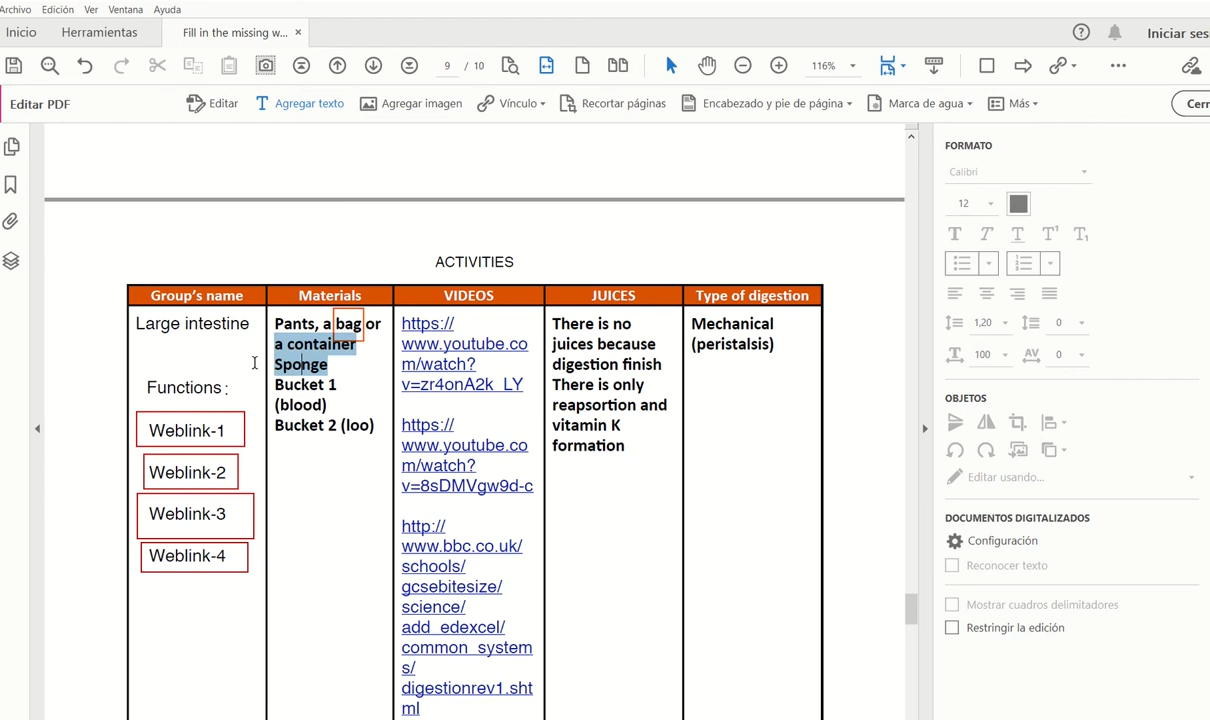 Archivo Edición Ver Ventana Ayuda
Inicio Herramientas Fill in the missing w... × Iniciar ses
9 / 10 116%
Editar PDF Editar Agregar texto Agregar imagen Vínculo Recortar páginas Encabezado y pie de página Marca de agua Más Cerr
ACTIVITIES
Group's name Materials VIDEOS JUICES Type of digestion
Large intestine
Functions :
Weblink-1
Weblink-2
Weblink-3
Weblink-4
Pants, a bag or
a container
Sponge
Bucket 1
(blood)
Bucket 2 (loo)
https://
www.youtube.co
m/watch?
v=zr4onA2k_LY
https://
www.youtube.co
m/watch?
v=8sDMVgw9d-c
http://
www.bbc.co.uk/
schools/
gcsebitesize/
science/
add_edexcel/
common_system
s/
digestionrev1.sht
ml
There is no
juices because
digestion finish
There is only
reapsortion and
vitamin K
formation
Mechanical
(peristalsis)
FORMATO
Calibri
12
T T T T¹ T₁
1,20 0
100 AV 0
OBJETOS
Editar usando...
DOCUMENTOS DIGITALIZADOS
Configuración
Reconocer texto
Mostrar cuadros delimitadores
Restringir la edición